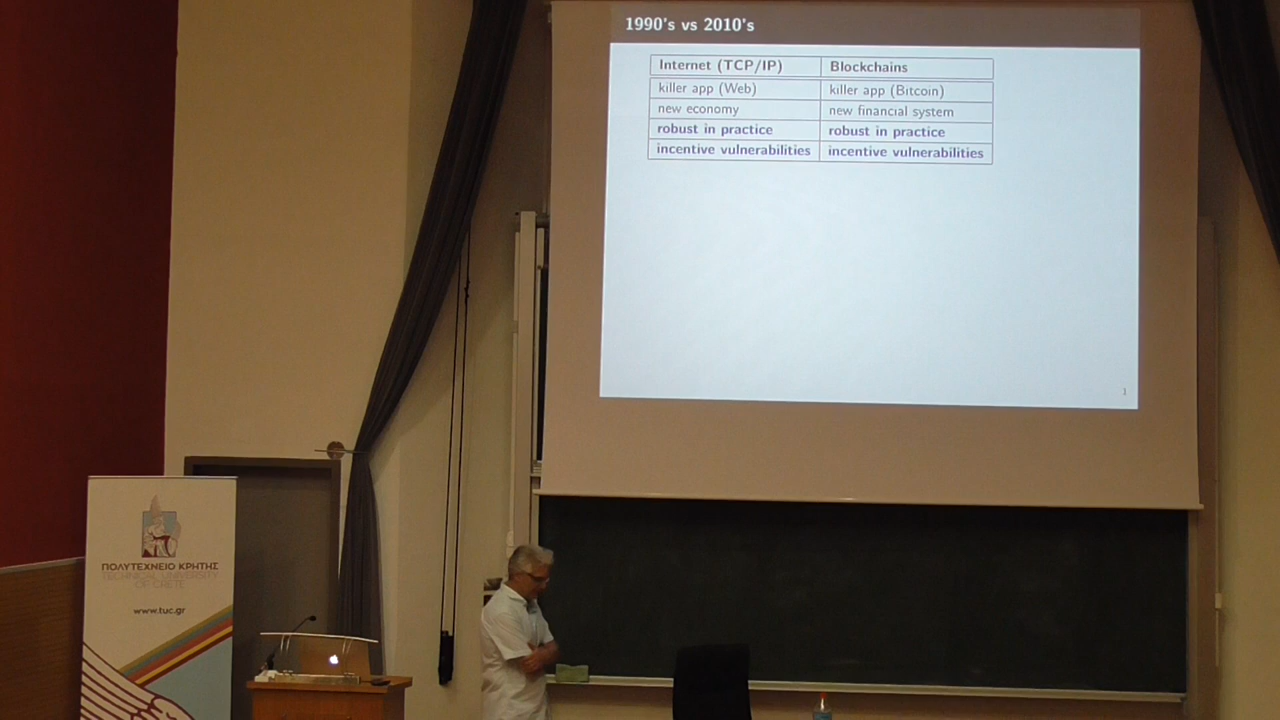 1990's vs 2010's
Internet (TCP/IP) Blockchains
killer app (Web) killer app (Bitcoin)
new economy new financial system
robust in practice robust in practice
incentive vulnerabilities incentive vulnerabilities
1
ΠΟΛΥΤΕΧΝΕΙΟ ΚΡΗΤΗΣ
TECHNICAL UNIVERSITY
OF CRETE
www.tuc.gr